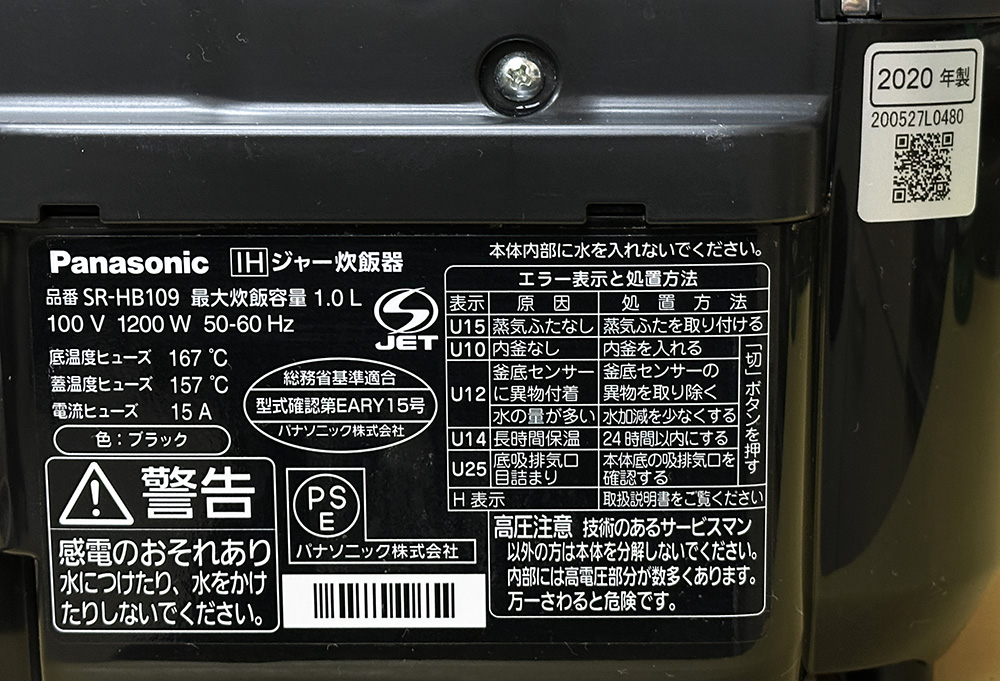 2020 年製
200527L0480
Panasonic IH ジャー炊飯器
品番 SR-HB109 最大炊飯容量 1.0 L
100 V 1200 W 50-60 Hz
底温度ヒューズ 167 ℃
蓋温度ヒューズ 157 ℃
電流ヒューズ 15 A
色：ブラック
S
JET
総務省基準適合
型式確認第EARY15号
パナソニック株式会社
警告
感電のおそれあり
水につけたり、水をかけ
たりしないでください。
PS
E
パナソニック株式会社
本体内部に水を入れないでください。
エラー表示と処置方法
表示 原因 処置方法
U15 蒸気ふたなし 蒸気ふたを取り付ける
U10 内釜なし 内釜を入れる
U12 釜底センサーに異物付着 釜底センサーの異物を取り除く
水の量が多い 水加減を少なくする
U14 長時間保温 24時間以内にする
U25 底吸排気口目詰まり 本体底の吸排気口を確認する
「切」ボタンを押す
H 表示 取扱説明書をご覧ください
高圧注意 技術のあるサービスマン
以外の方は本体を分解しないでください。
内部には高電圧部分が数多くあります。
万一さわると危険です。